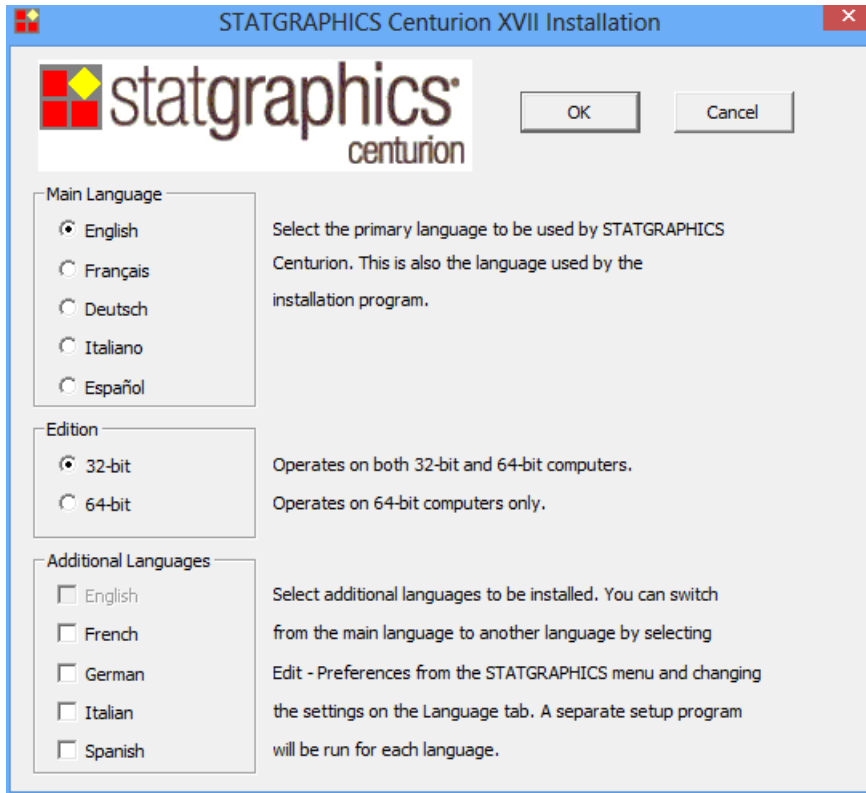 STATGRAPHICS Centurion XVII Installation
statgraphics®
centurion
OK
Cancel
Main Language
English
Français
Deutsch
Italiano
Español
Select the primary language to be used by STATGRAPHICS
Centurion. This is also the language used by the
installation program.
Edition
32-bit
Operates on both 32-bit and 64-bit computers.
64-bit
Operates on 64-bit computers only.
Additional Languages
English
French
German
Italian
Spanish
Select additional languages to be installed. You can switch
from the main language to another language by selecting
Edit - Preferences from the STATGRAPHICS menu and changing
the settings on the Language tab. A separate setup program
will be run for each language.